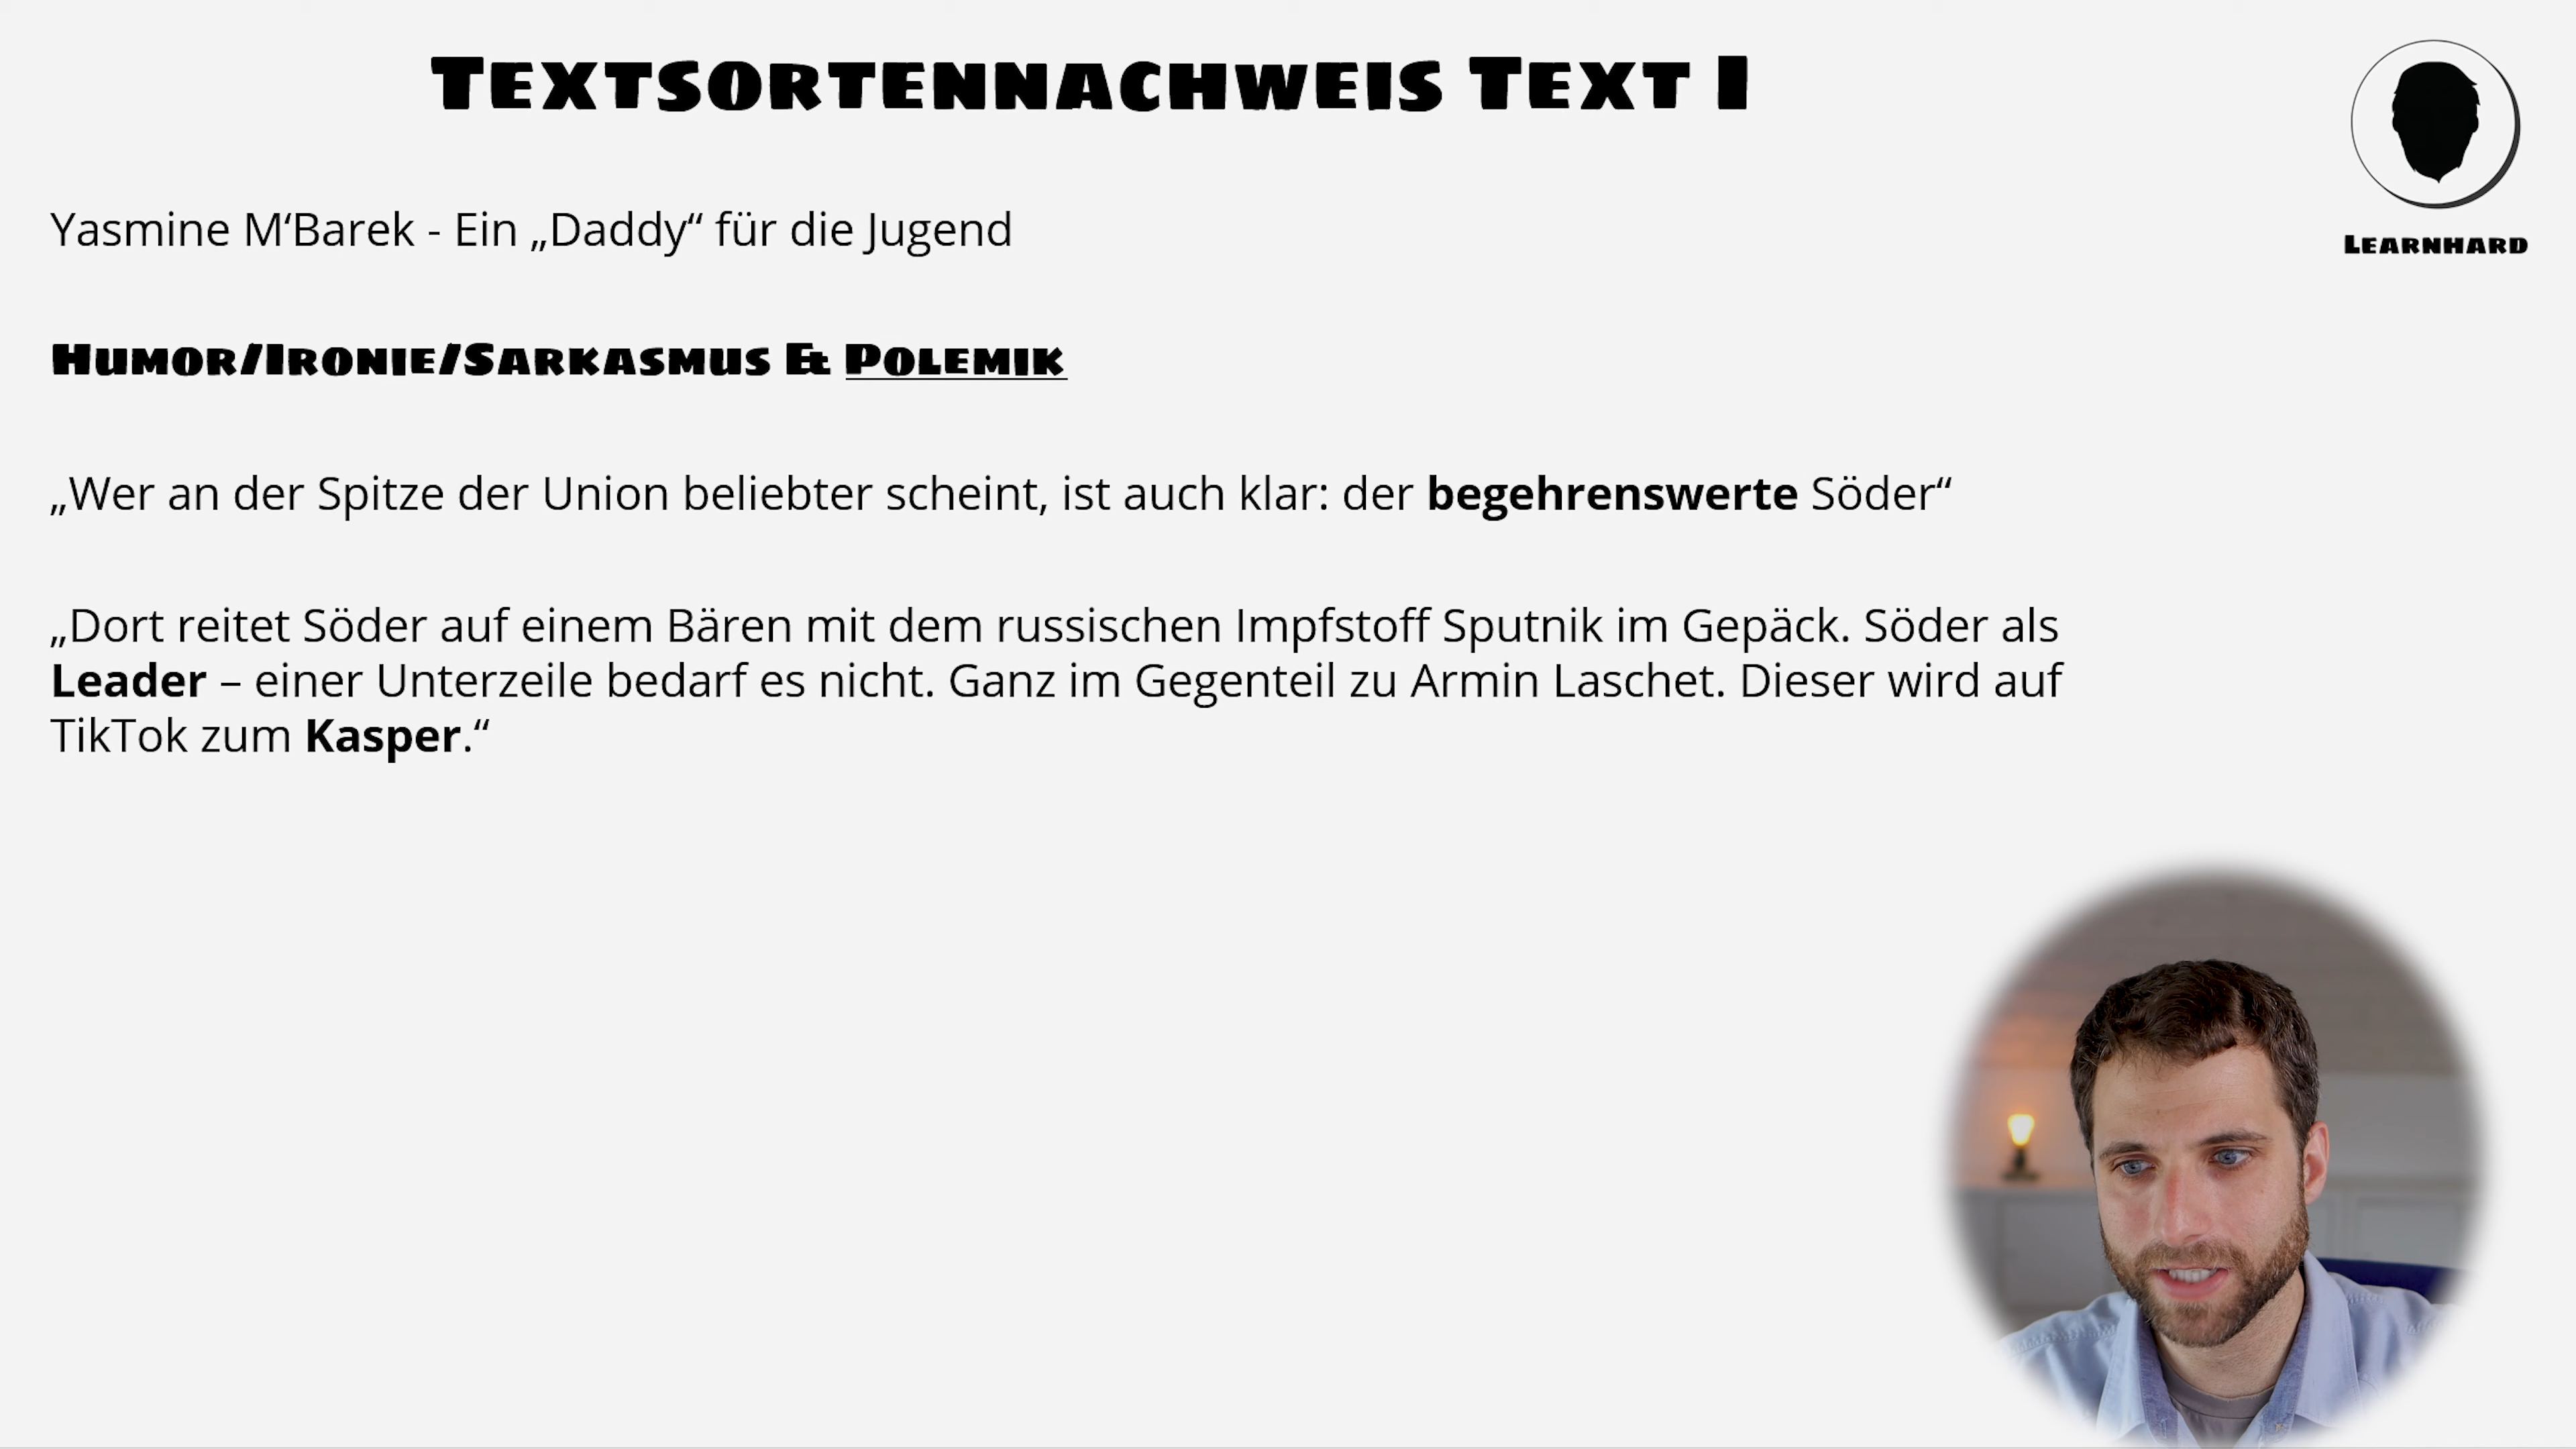 Textsortennachweis Text I
Learnhard
Yasmine M‘Barek - Ein „Daddy“ für die Jugend
Humor/Ironie/Sarkasmus & Polemik
„Wer an der Spitze der Union beliebter scheint, ist auch klar: der begehrenswerte Söder“
„Dort reitet Söder auf einem Bären mit dem russischen Impfstoff Sputnik im Gepäck. Söder als
Leader – einer Unterzeile bedarf es nicht. Ganz im Gegenteil zu Armin Laschet. Dieser wird auf
TikTok zum Kasper.“